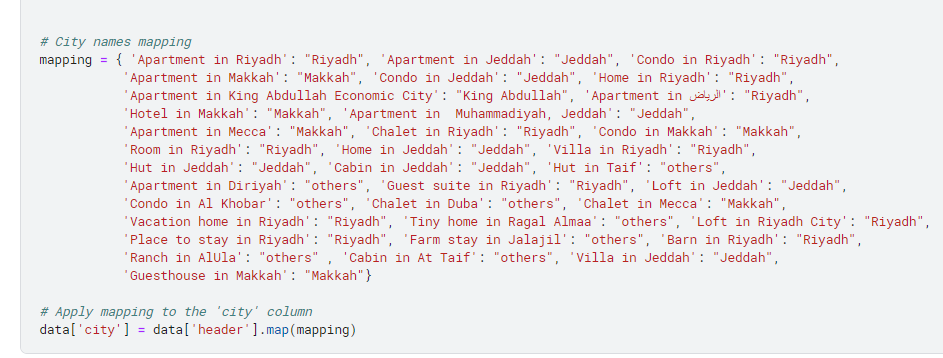 # City names mapping
mapping = { 'Apartment in Riyadh': "Riyadh", 'Apartment in Jeddah': "Jeddah", 'Condo in Riyadh': "Riyadh",
'Apartment in Makkah': "Makkah", 'Condo in Jeddah': "Jeddah", 'Home in Riyadh': "Riyadh",
'Apartment in King Abdullah Economic City': "King Abdullah", 'Apartment in الرياض': "Riyadh",
'Hotel in Makkah': "Makkah", 'Apartment in  Muhammadiyah, Jeddah': "Jeddah",
'Apartment in Mecca': "Makkah", 'Chalet in Riyadh': "Riyadh", 'Condo in Makkah': "Makkah",
'Room in Riyadh': "Riyadh", 'Home in Jeddah': "Jeddah", 'Villa in Riyadh': "Riyadh",
'Hut in Jeddah': "Jeddah", 'Cabin in Jeddah': "Jeddah", 'Hut in Taif': "others",
'Apartment in Diriyah': "others", 'Guest suite in Riyadh': "Riyadh", 'Loft in Jeddah': "Jeddah",
'Condo in Al Khobar': "others", 'Chalet in Duba': "others", 'Chalet in Mecca': "Makkah",
'Vacation home in Riyadh': "Riyadh", 'Tiny home in Ragal Almaa': "others", 'Loft in Riyadh City': "Riyadh",
'Place to stay in Riyadh': "Riyadh", 'Farm stay in Jalajil': "others", 'Barn in Riyadh': "Riyadh",
'Ranch in AlUla': "others" , 'Cabin in At Taif': "others", 'Villa in Jeddah': "Jeddah",
'Guesthouse in Makkah': "Makkah"}
# Apply mapping to the 'city' column
data['city'] = data['header'].map(mapping)